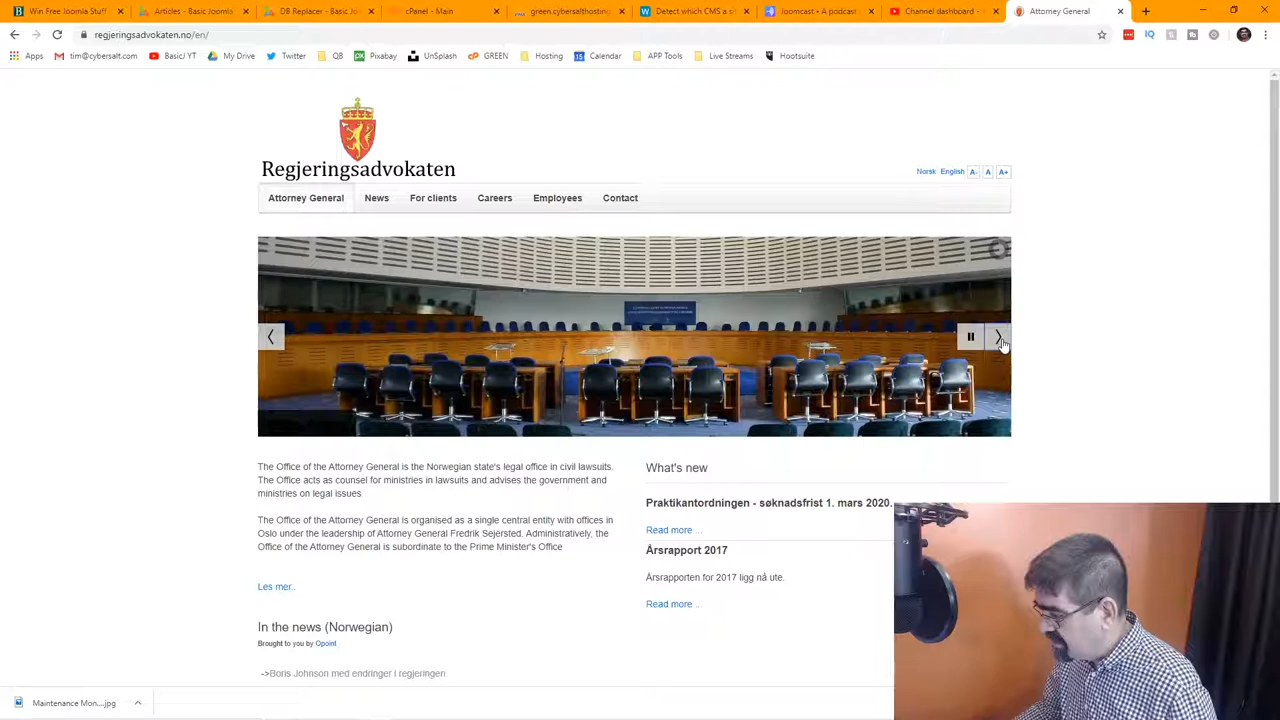 Win Free Joomla Stuff
Articles - Basic Jooml
DB Replacer - Basic Jo
cPanel - Main
green.cybersalthosting
Detect which CMS a si
Joomcast • A podcast
Channel dashboard -
Attorney General
regjeringsadvokaten.no/en/
Apps
tim@cybersalt.com
BasicJ YT
My Drive
Twitter
QB
Pixabay
UnSplash
GREEN
Hosting
Calendar
APP Tools
Live Streams
Hootsuite
Regjeringsadvokaten
Norsk English A- A A+
Attorney General News For clients Careers Employees Contact
The Office of the Attorney General is the Norwegian state's legal office in civil lawsuits.
The Office acts as counsel for ministries in lawsuits and advises the government and
ministries on legal issues
The Office of the Attorney General is organised as a single central entity with offices in
Oslo under the leadership of Attorney General Fredrik Sejersted. Administratively, the
Office of the Attorney General is subordinate to the Prime Minister's Office
Les mer..
In the news (Norwegian)
Brought to you by Opoint
->Boris Johnson med endringer i regjeringen
What's new
Praktikantordningen - søknadsfrist 1. mars 2020.
Read more ...
Årsrapport 2017
Årsrapporten for 2017 ligg nå ute.
Read more ...
Maintenance Mon....jpg